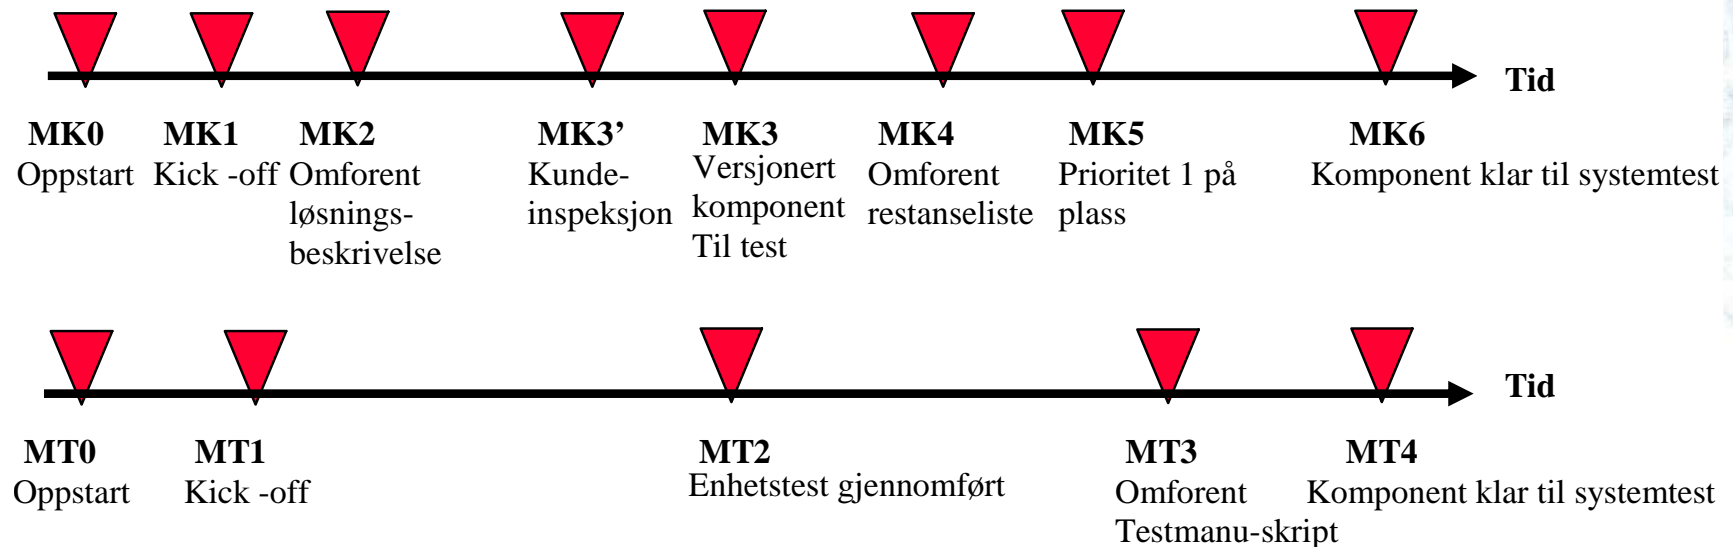 Tid
MK0
Oppstart
MK1
Kick -off
MK2
Omforent
løsnings-
beskrivelse
MK3’
Kunde-
inspeksjon
MK3
Versjonert
komponent
Til test
MK4
Omforent
restanseliste
MK5
Prioritet 1 på
plass
MK6
Komponent klar til systemtest
Tid
MT0
Oppstart
MT1
Kick -off
MT2
Enhetstest gjennomført
MT3
Omforent
Testmanu-skript
MT4
Komponent klar til systemtest